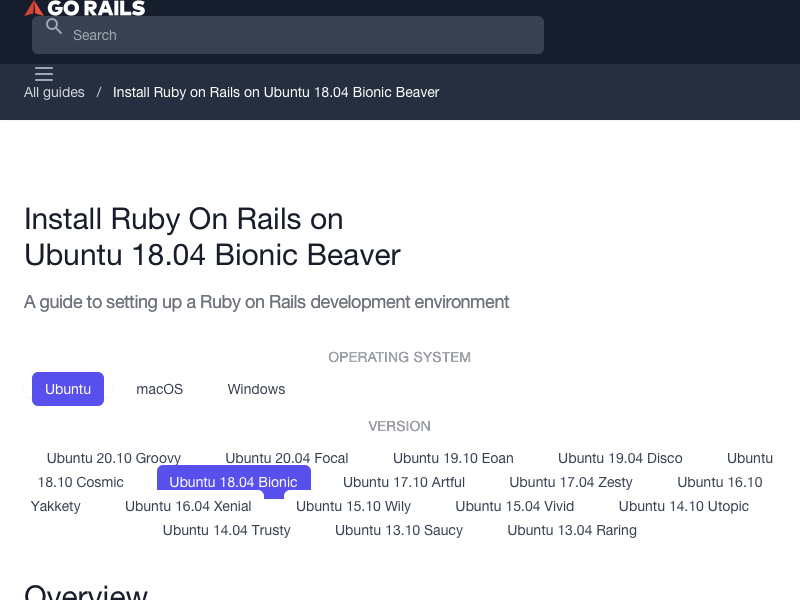 GO RAILS
Search
All guides / Install Ruby on Rails on Ubuntu 18.04 Bionic Beaver
Install Ruby On Rails on
Ubuntu 18.04 Bionic Beaver
A guide to setting up a Ruby on Rails development environment
OPERATING SYSTEM
Ubuntu macOS Windows
VERSION
Ubuntu 20.10 Groovy Ubuntu 20.04 Focal Ubuntu 19.10 Eoan Ubuntu 19.04 Disco Ubuntu
18.10 Cosmic Ubuntu 18.04 Bionic Ubuntu 17.10 Artful Ubuntu 17.04 Zesty Ubuntu 16.10
Yakkety Ubuntu 16.04 Xenial Ubuntu 15.10 Wily Ubuntu 15.04 Vivid Ubuntu 14.10 Utopic
Ubuntu 14.04 Trusty Ubuntu 13.10 Saucy Ubuntu 13.04 Raring
Overview